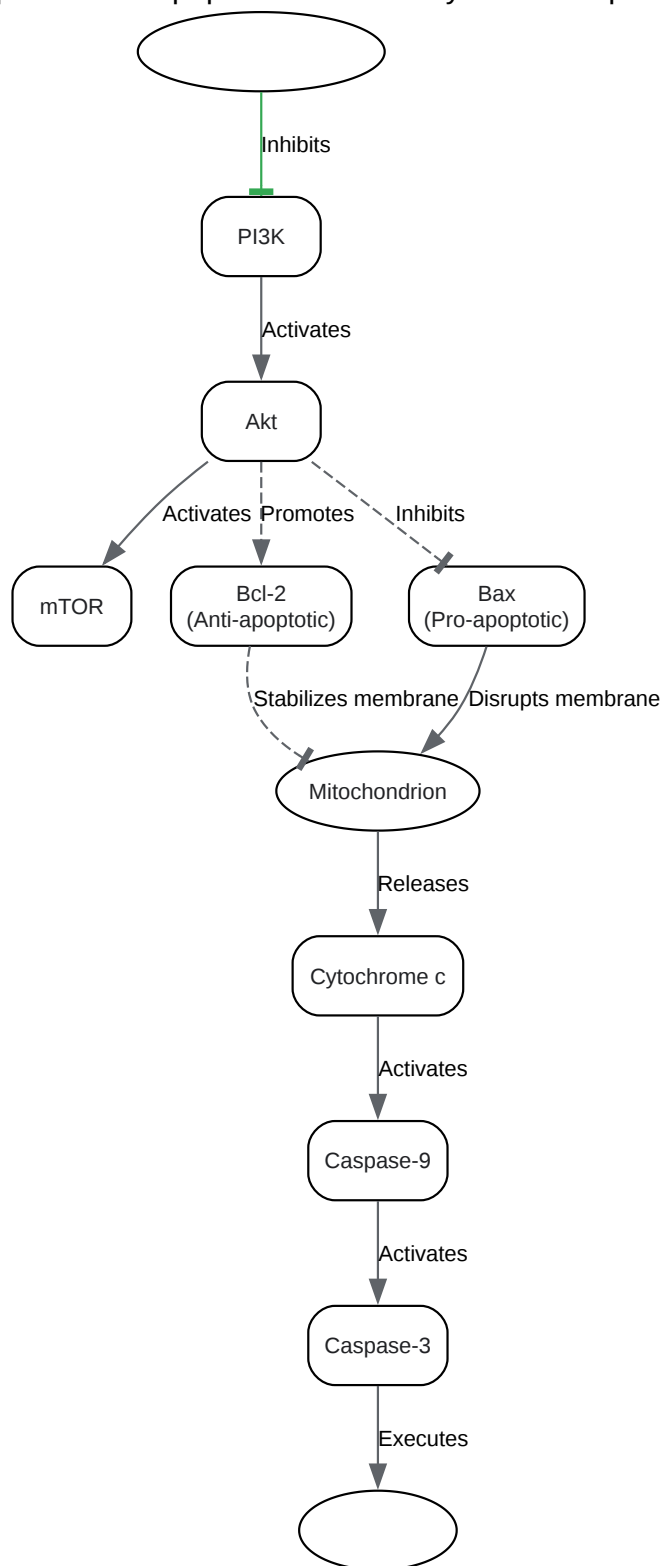 Inhibits
PI3K
Activates
Akt
Activates
Promotes
Inhibits
mTOR
Bcl-2
(Anti-apoptotic)
Bax
(Pro-apoptotic)
Stabilizes membrane
Disrupts membrane
Mitochondrion
Releases
Cytochrome c
Activates
Caspase-9
Activates
Caspase-3
Executes